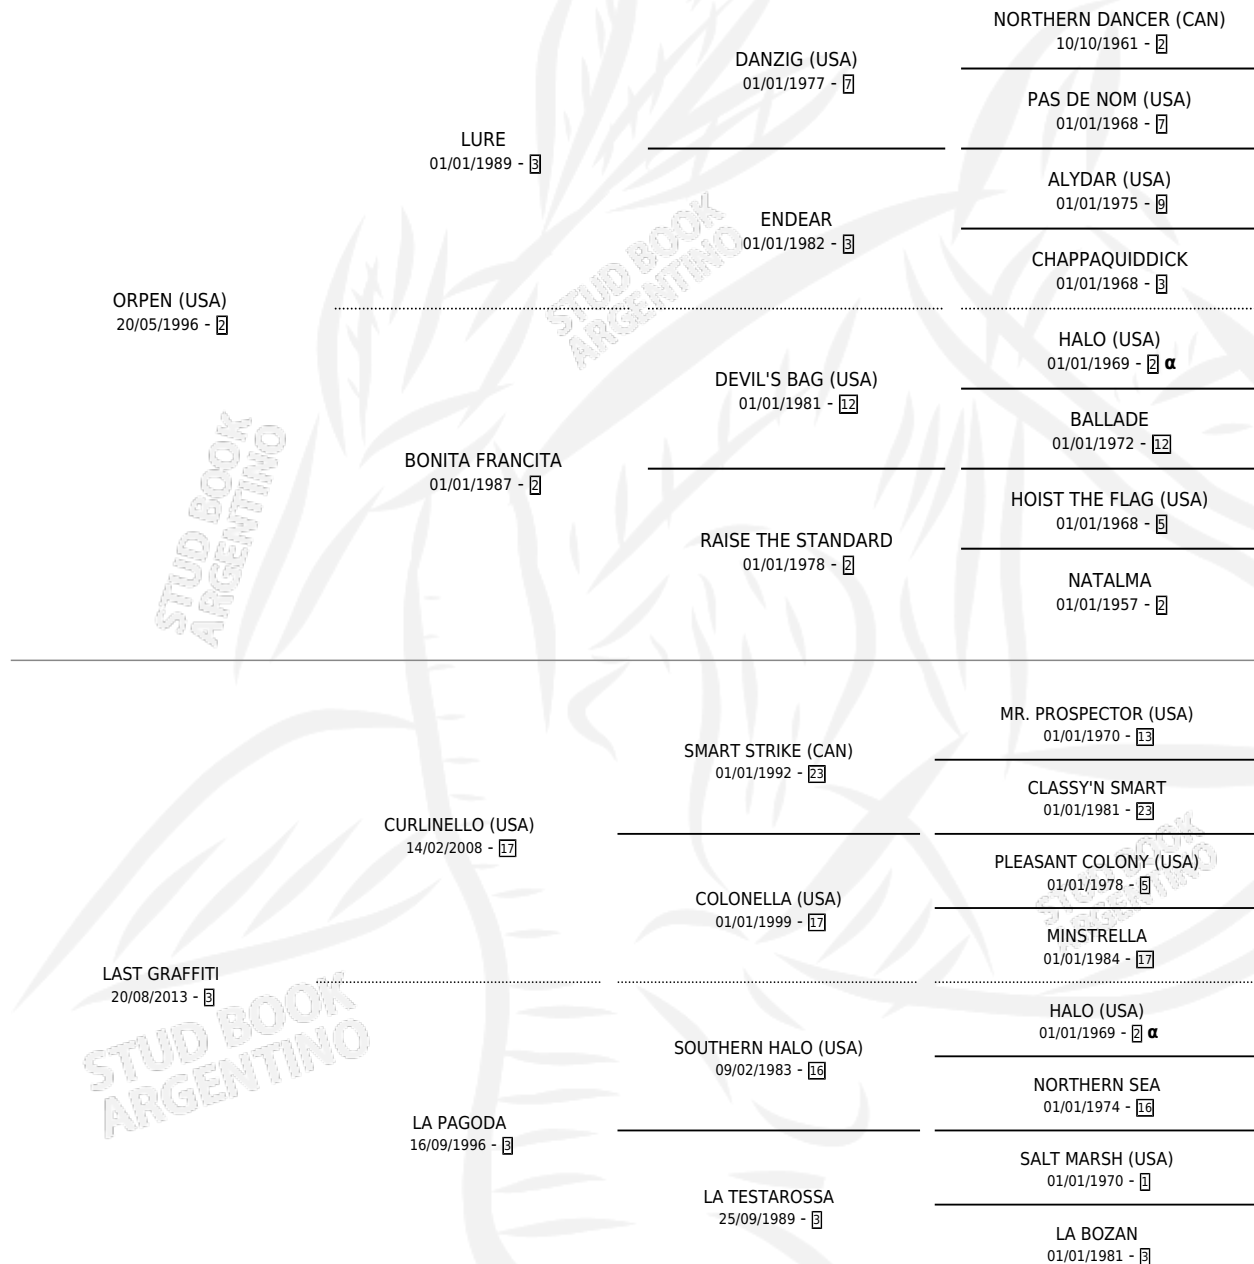 NORTHERN DANCER (CAN)
10/10/1961 - 2
DANZIG (USA)
01/01/1977 - 7
PAS DE NOM (USA)
01/01/1968 - 7
LURE
01/01/1989 - 3
ALYDAR (USA)
01/01/1975 - 9
ENDEAR
01/01/1982 - 3
CHAPPAQUIDDICK
01/01/1968 - 3
ORPEN (USA)
20/05/1996 - 2
HALO (USA)
01/01/1969 - 2 α
DEVIL'S BAG (USA)
01/01/1981 - 12
BALLADE
01/01/1972 - 12
BONITA FRANCITA
01/01/1987 - 2
HOIST THE FLAG (USA)
01/01/1968 - 5
RAISE THE STANDARD
01/01/1978 - 2
NATALMA
01/01/1957 - 2
MR. PROSPECTOR (USA)
01/01/1970 - 13
SMART STRIKE (CAN)
01/01/1992 - 23
CLASSY'N SMART
01/01/1981 - 23
CURLINELLO (USA)
14/02/2008 - 17
PLEASANT COLONY (USA)
01/01/1978 - 5
COLONELLA (USA)
01/01/1999 - 17
MINSTRELLA
01/01/1984 - 17
LAST GRAFFITI
20/08/2013 - 3
HALO (USA)
01/01/1969 - 2 α
SOUTHERN HALO (USA)
09/02/1983 - 16
NORTHERN SEA
01/01/1974 - 16
LA PAGODA
16/09/1996 - 3
SALT MARSH (USA)
01/01/1970 - 1
LA TESTAROSSA
25/09/1989 - 3
LA BOZAN
01/01/1981 - 3
STUD BOOK
ARGENTINO
STUD BOOK
ARGENTINO
STUD BOOK
ARGENTINO
STUD BOOK
ARGENTINO